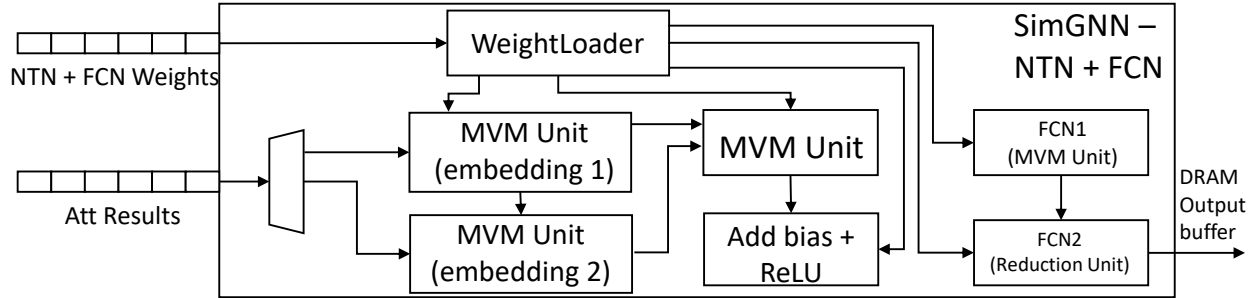 SimGNN –
NTN + FCN
WeightLoader
NTN + FCN Weights
MVM Unit
(embedding 1)
MVM Unit
FCN1
(MVM Unit)
Att Results
MVM Unit
(embedding 2)
Add bias +
ReLU
FCN2
(Reduction Unit)
DRAM
Output
buffer